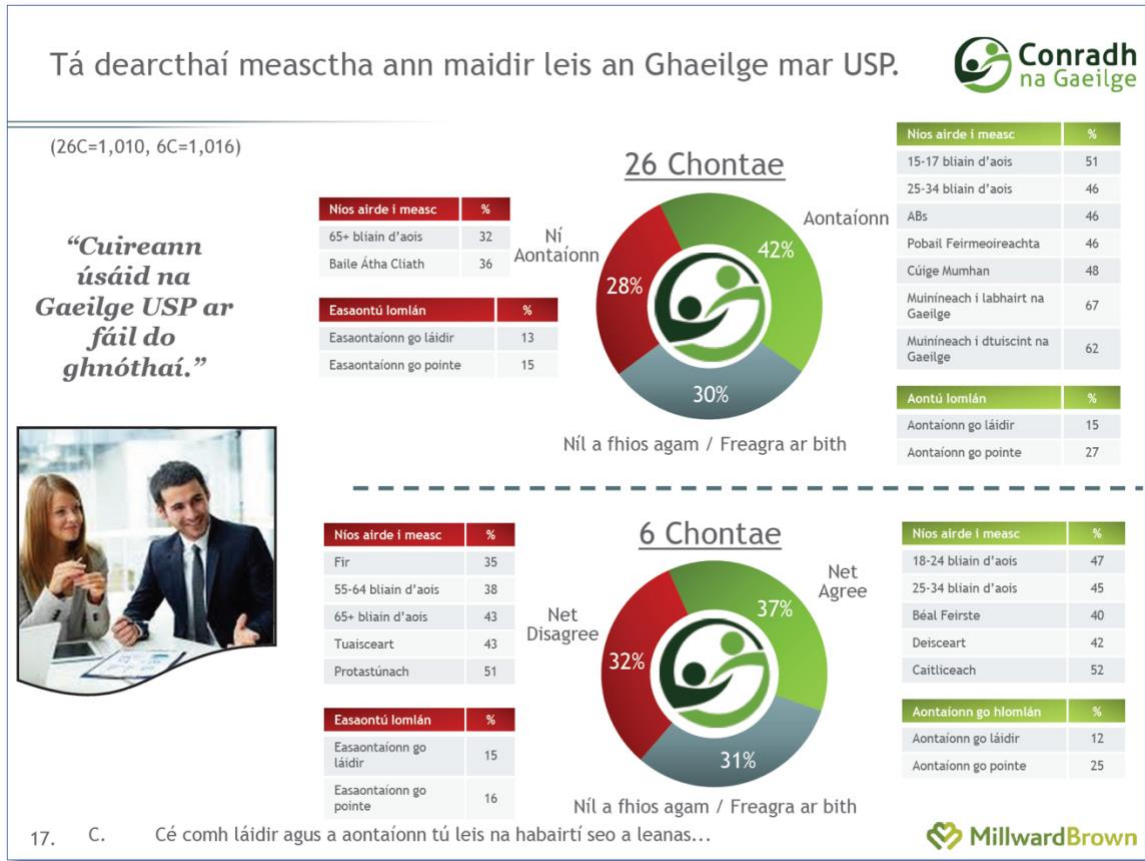 Tá dearcthaí measctha ann maidir leis an Ghaeilge mar USP.
Conradh
na Gaeilge
(26C=1,010, 6C=1,016)
“Cuireann
úsáid na
Gaeilge USP ar
fáil do
ghnóthaí.”
26 Chontae
Níos airde i measc %
65+ bliain d’aois 32
Baile Átha Cliath 36
Easaontú Iomlán %
Easaontaíonn go láidir 13
Easaontaíonn go pointe 15
Ní
Aontaíonn
28%
Aontaíonn
42%
30%
Níl a fhios agam / Freagra ar bith
Níos airde i measc %
15-17 bliain d’aois 51
25-34 bliain d’aois 46
ABs 46
Pobail Feirmeoireachta 46
Cúige Mumhan 48
Muiníneach i labhairt na
Gaeilge 67
Muiníneach i dtuiscint na
Gaeilge 62
Aontú Iomlán %
Aontaíonn go láidir 15
Aontaíonn go pointe 27
6 Chontae
Níos airde i measc %
Fir 35
55-64 bliain d’aois 38
65+ bliain d’aois 43
Tuaisceart 43
Protastúnach 51
Easaontú Iomlán %
Easaontaíonn go
láidir 15
Easaontaíonn go
pointe 16
Net
Disagree
32%
Net
Agree
37%
31%
Níl a fhios agam / Freagra ar bith
Níos airde i measc %
18-24 bliain d’aois 47
25-34 bliain d’aois 45
Béal Feirste 40
Deisceart 42
Caitliceach 52
Aontaíonn go hIomlán %
Aontaíonn go láidir 12
Aontaíonn go pointe 25
17. C. Cé comh láidir agus a aontaíonn tú leis na habairtí seo a leanas...
MillwardBrown